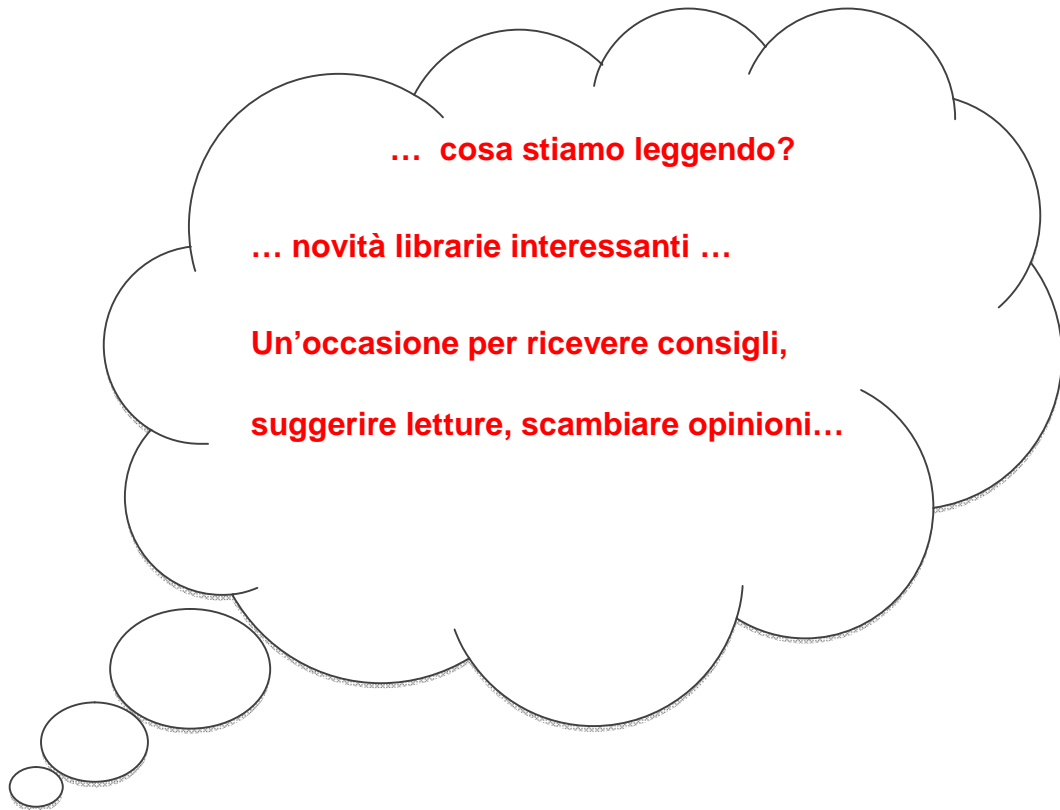 … cosa stiamo leggendo?
… novità librarie interessanti …
Un’occasione per ricevere consigli,
suggerire letture, scambiare opinioni…